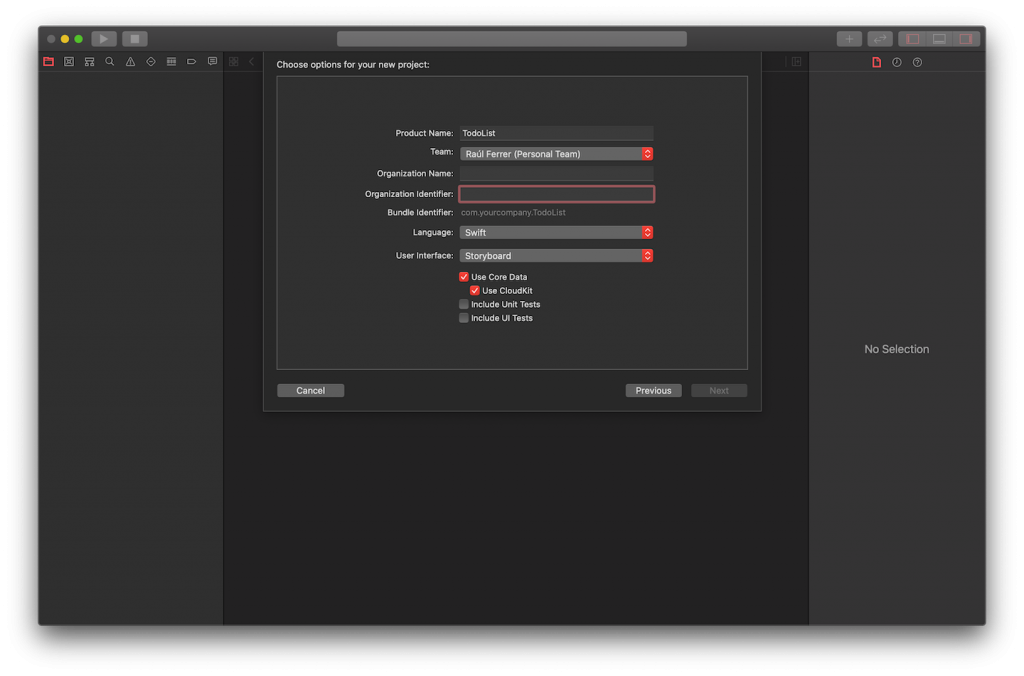 Choose options for your new project:
Product Name: TodoList
Team: Raúl Ferrer (Personal Team)
Organization Name:
Organization Identifier:
Bundle Identifier: com.yourcompany.TodoList
Language: Swift
User Interface: Storyboard
Use Core Data
Use CloudKit
Include Unit Tests
Include UI Tests
No Selection
Cancel Previous Next